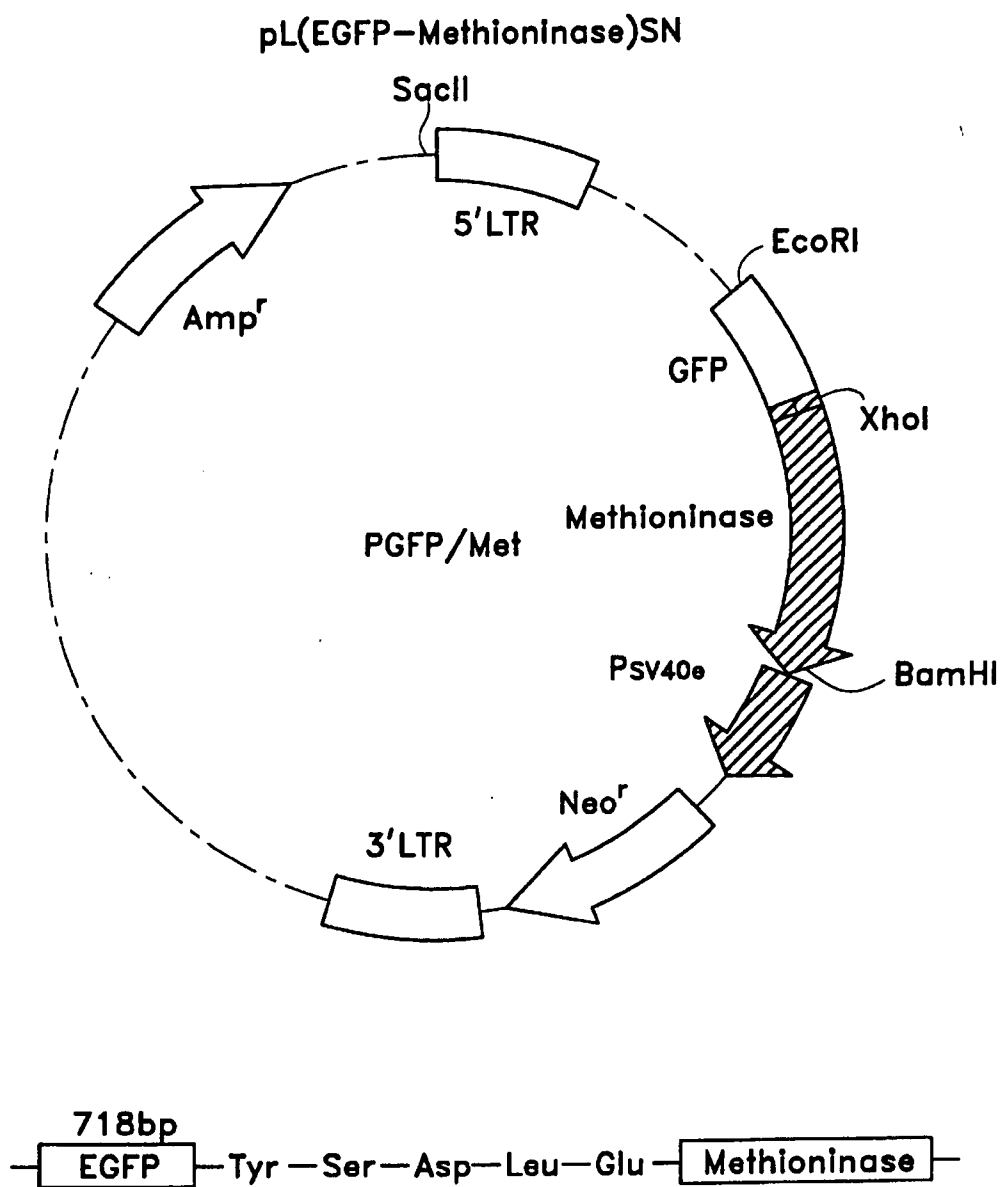 pL(EGFP-Methioninase)SN
SacII
5'LTR
EcoRI
Amp^r
GFP
XhoI
Methioninase
PGFP/Met
PSV40e
BamHI
Neo^r
3'LTR
718bp
EGFP — Tyr — Ser — Asp — Leu — Glu — Methioninase